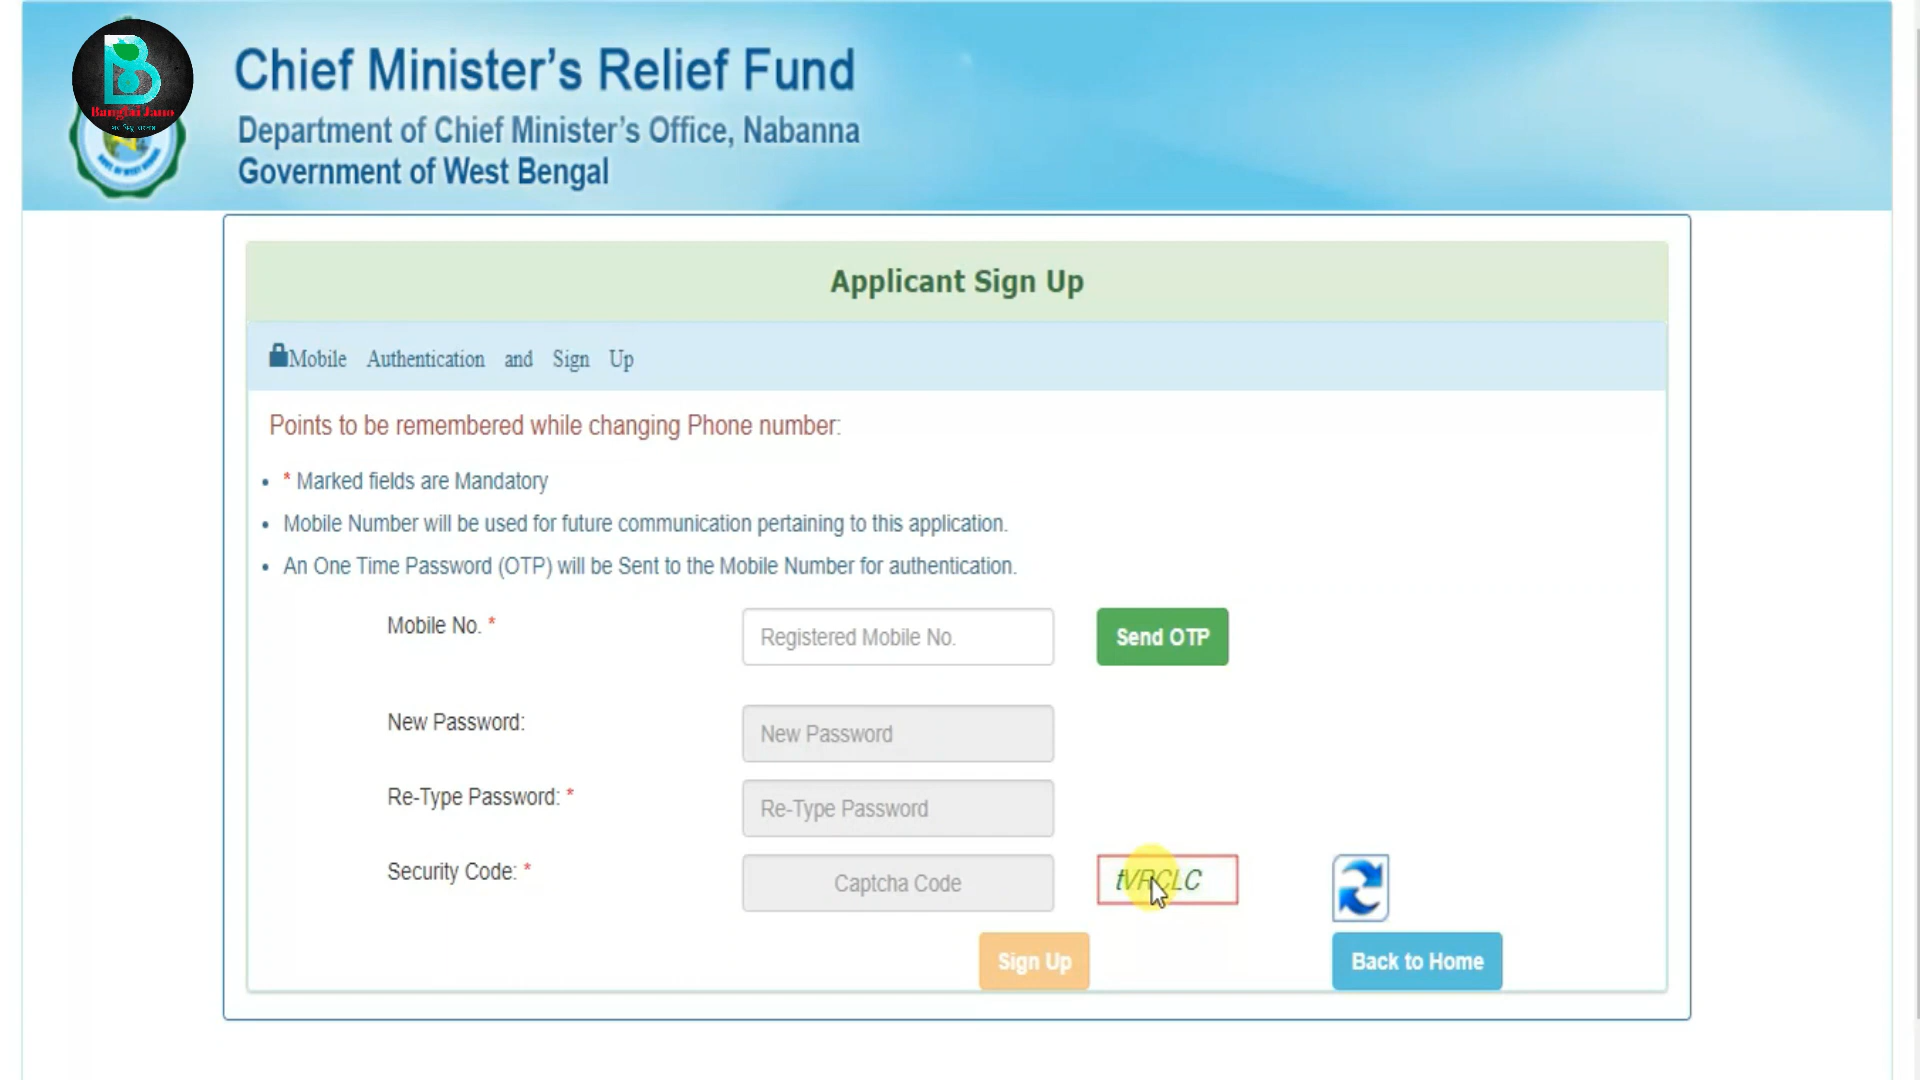 Chief Minister's Relief Fund
Department of Chief Minister's Office, Nabanna
Government of West Bengal
Bangbai Jano
Applicant Sign Up
Mobile Authentication and Sign Up
Points to be remembered while changing Phone number:
* Marked fields are Mandatory
Mobile Number will be used for future communication pertaining to this application.
An One Time Password (OTP) will be Sent to the Mobile Number for authentication.
Mobile No. * Registered Mobile No. Send OTP
New Password: New Password
Re-Type Password: * Re-Type Password
Security Code: * Captcha Code
Sign Up Back to Home